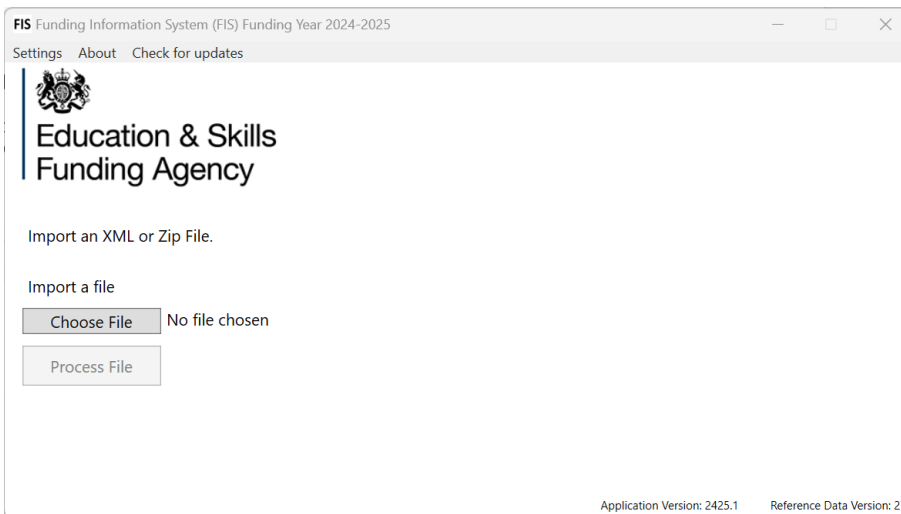 FIS Funding Information System (FIS) Funding Year 2024-2025
Settings About Check for updates
Education & Skills
Funding Agency
Import an XML or Zip File.
Import a file
Choose File No file chosen
Process File
Application Version: 2425.1 Reference Data Version: 2